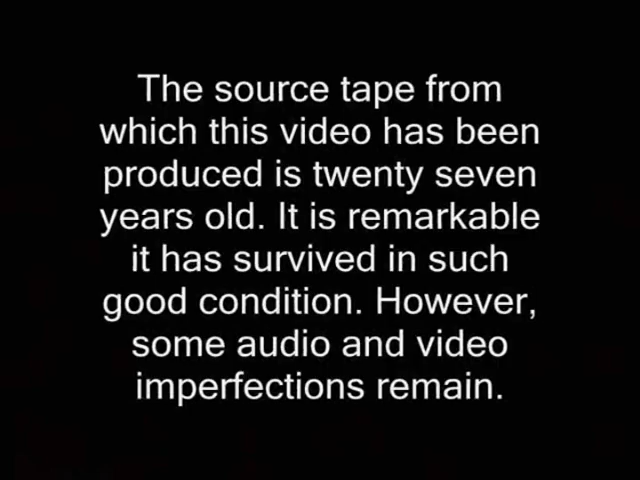 The source tape from
which this video has been
produced is twenty seven
years old. It is remarkable
it has survived in such
good condition. However,
some audio and video
imperfections remain.